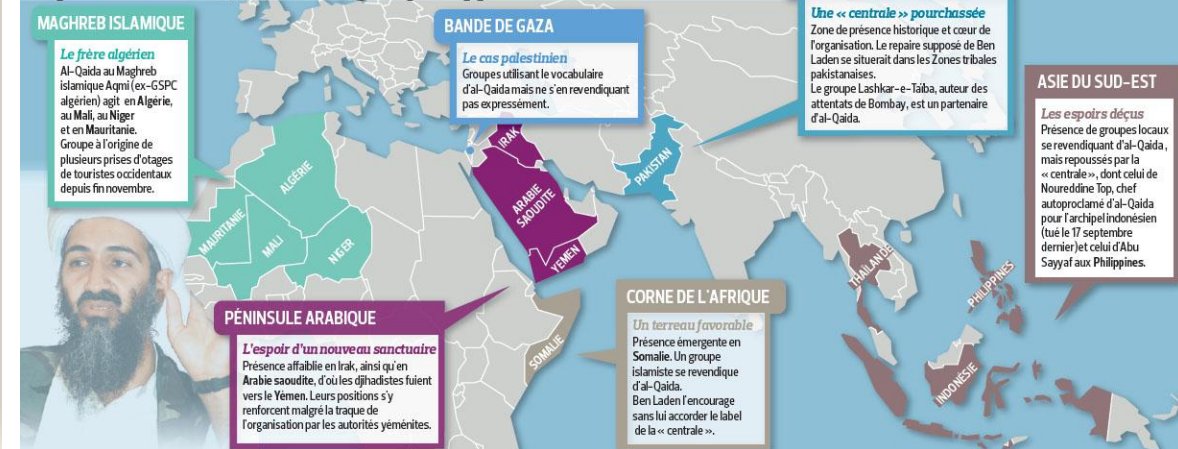 MAGHREB ISLAMIQUE
Le frère algérien
Al-Qaida au Maghreb
islamique Aqmi (ex-GSPC
algérien) agit en Algérie,
au Mali, au Niger
et en Mauritanie.
Groupe à l'origine de
plusieurs prises d'otages
de touristes occidentaux
depuis fin novembre.
BANDE DE GAZA
Le cas palestinien
Groupes utilisant le vocabulaire
d'al-Qaida mais ne s'en revendiquant
pas expressément.
Une « centrale » pourchassée
Zone de présence historique et cœur de
l'organisation. Le repaire supposé de Ben
Laden se situerait dans les Zones tribales
pakistanaises.
Le groupe Lashkar-e-Taïba, auteur des
attentats de Bombay, est un partenaire
d'al-Qaida.
ASIE DU SUD-EST
Les espoirs déçus
Présence de groupes locaux
se revendiquant d'al-Qaida,
mais repoussés par la
« centrale », dont celui de
Noureddine Top, chef
autoproclamé d'al-Qaida
pour l'archipel indonésien
(tué le 17 septembre
dernier)et celui d'Abu
Sayyaf aux Philippines.
MAURITANIE
ALGÉRIE
MALI
NIGER
IRAK
ARABIE
SAOUDITE
YEMEN
PAKISTAN
SOMALIE
THAÏLANDE
PHILIPPINES
INDONÉSIE
PÉNINSULE ARABIQUE
L'espoir d'un nouveau sanctuaire
Présence affaiblie en Irak, ainsi qu'en
Arabie saoudite, d'où les djihadistes fuient
vers le Yémen. Leurs positions s'y
renforcent malgré la traque de
l'organisation par les autorités yéménites.
CORNE DE L'AFRIQUE
Un terreau favorable
Présence émergente en
Somalie. Un groupe
islamiste se revendique
d'al-Qaida.
Ben Laden l'encourage
sans lui accorder le label
de la « centrale ».